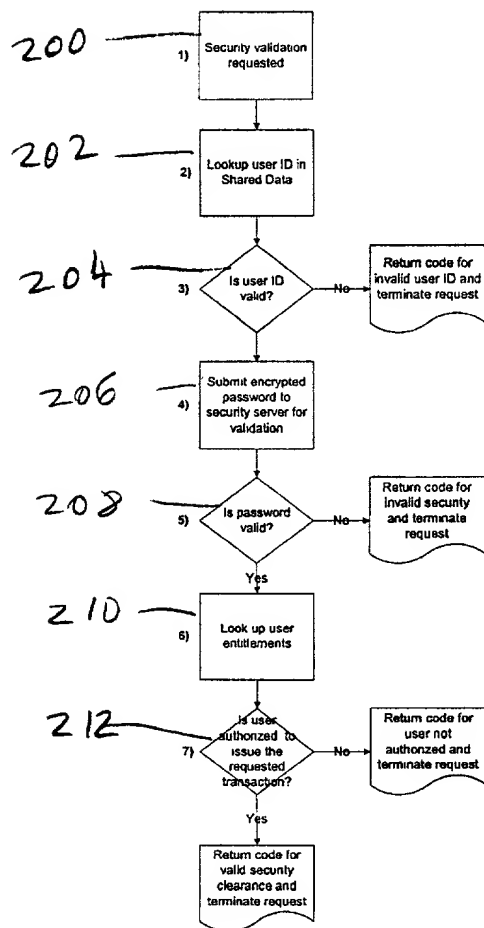 200
1)
Security validation
requested
202
2)
Lookup user ID in
Shared Data
204
3)
Is user ID
valid?
No
Return code for
invalid user ID and
terminate request
206
4)
Submit encrypted
password to
security server for
validation
208
5)
Is password
valid?
No
Return code for
invalid security
and terminate
request
Yes
210
6)
Look up user
entitlements
212
7)
Is user
authorized to
issue the
requested
transaction?
No
Return code for
user not
authorized and
terminate request
Yes
Return code for
valid security
clearance and
terminate request